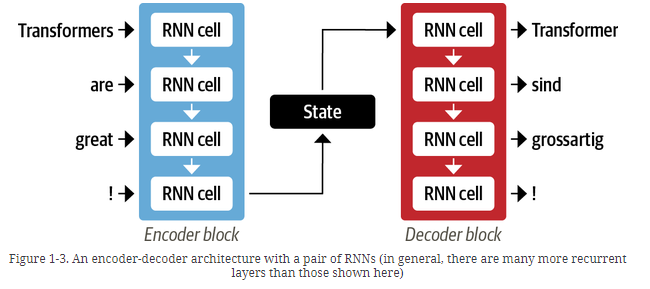 Transformers RNN cell RNN cell Transformer
are RNN cell RNN cell sind
State
great RNN cell RNN cell grossartig
! RNN cell RNN cell !
Encoder block Decoder block
Figure 1-3. An encoder-decoder architecture with a pair of RNNs (in general, there are many more recurrent
layers than those shown here)